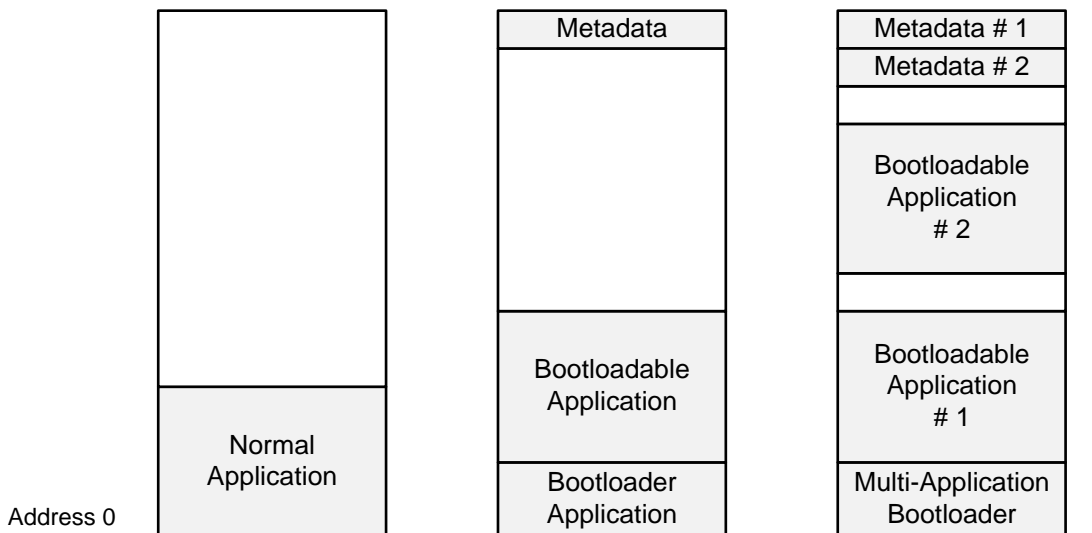 Normal
Application
Address 0
Metadata
Bootloadable
Application
Bootloader
Application
Metadata # 1
Metadata # 2
Bootloadable
Application
# 2
Bootloadable
Application
# 1
Multi-Application
Bootloader